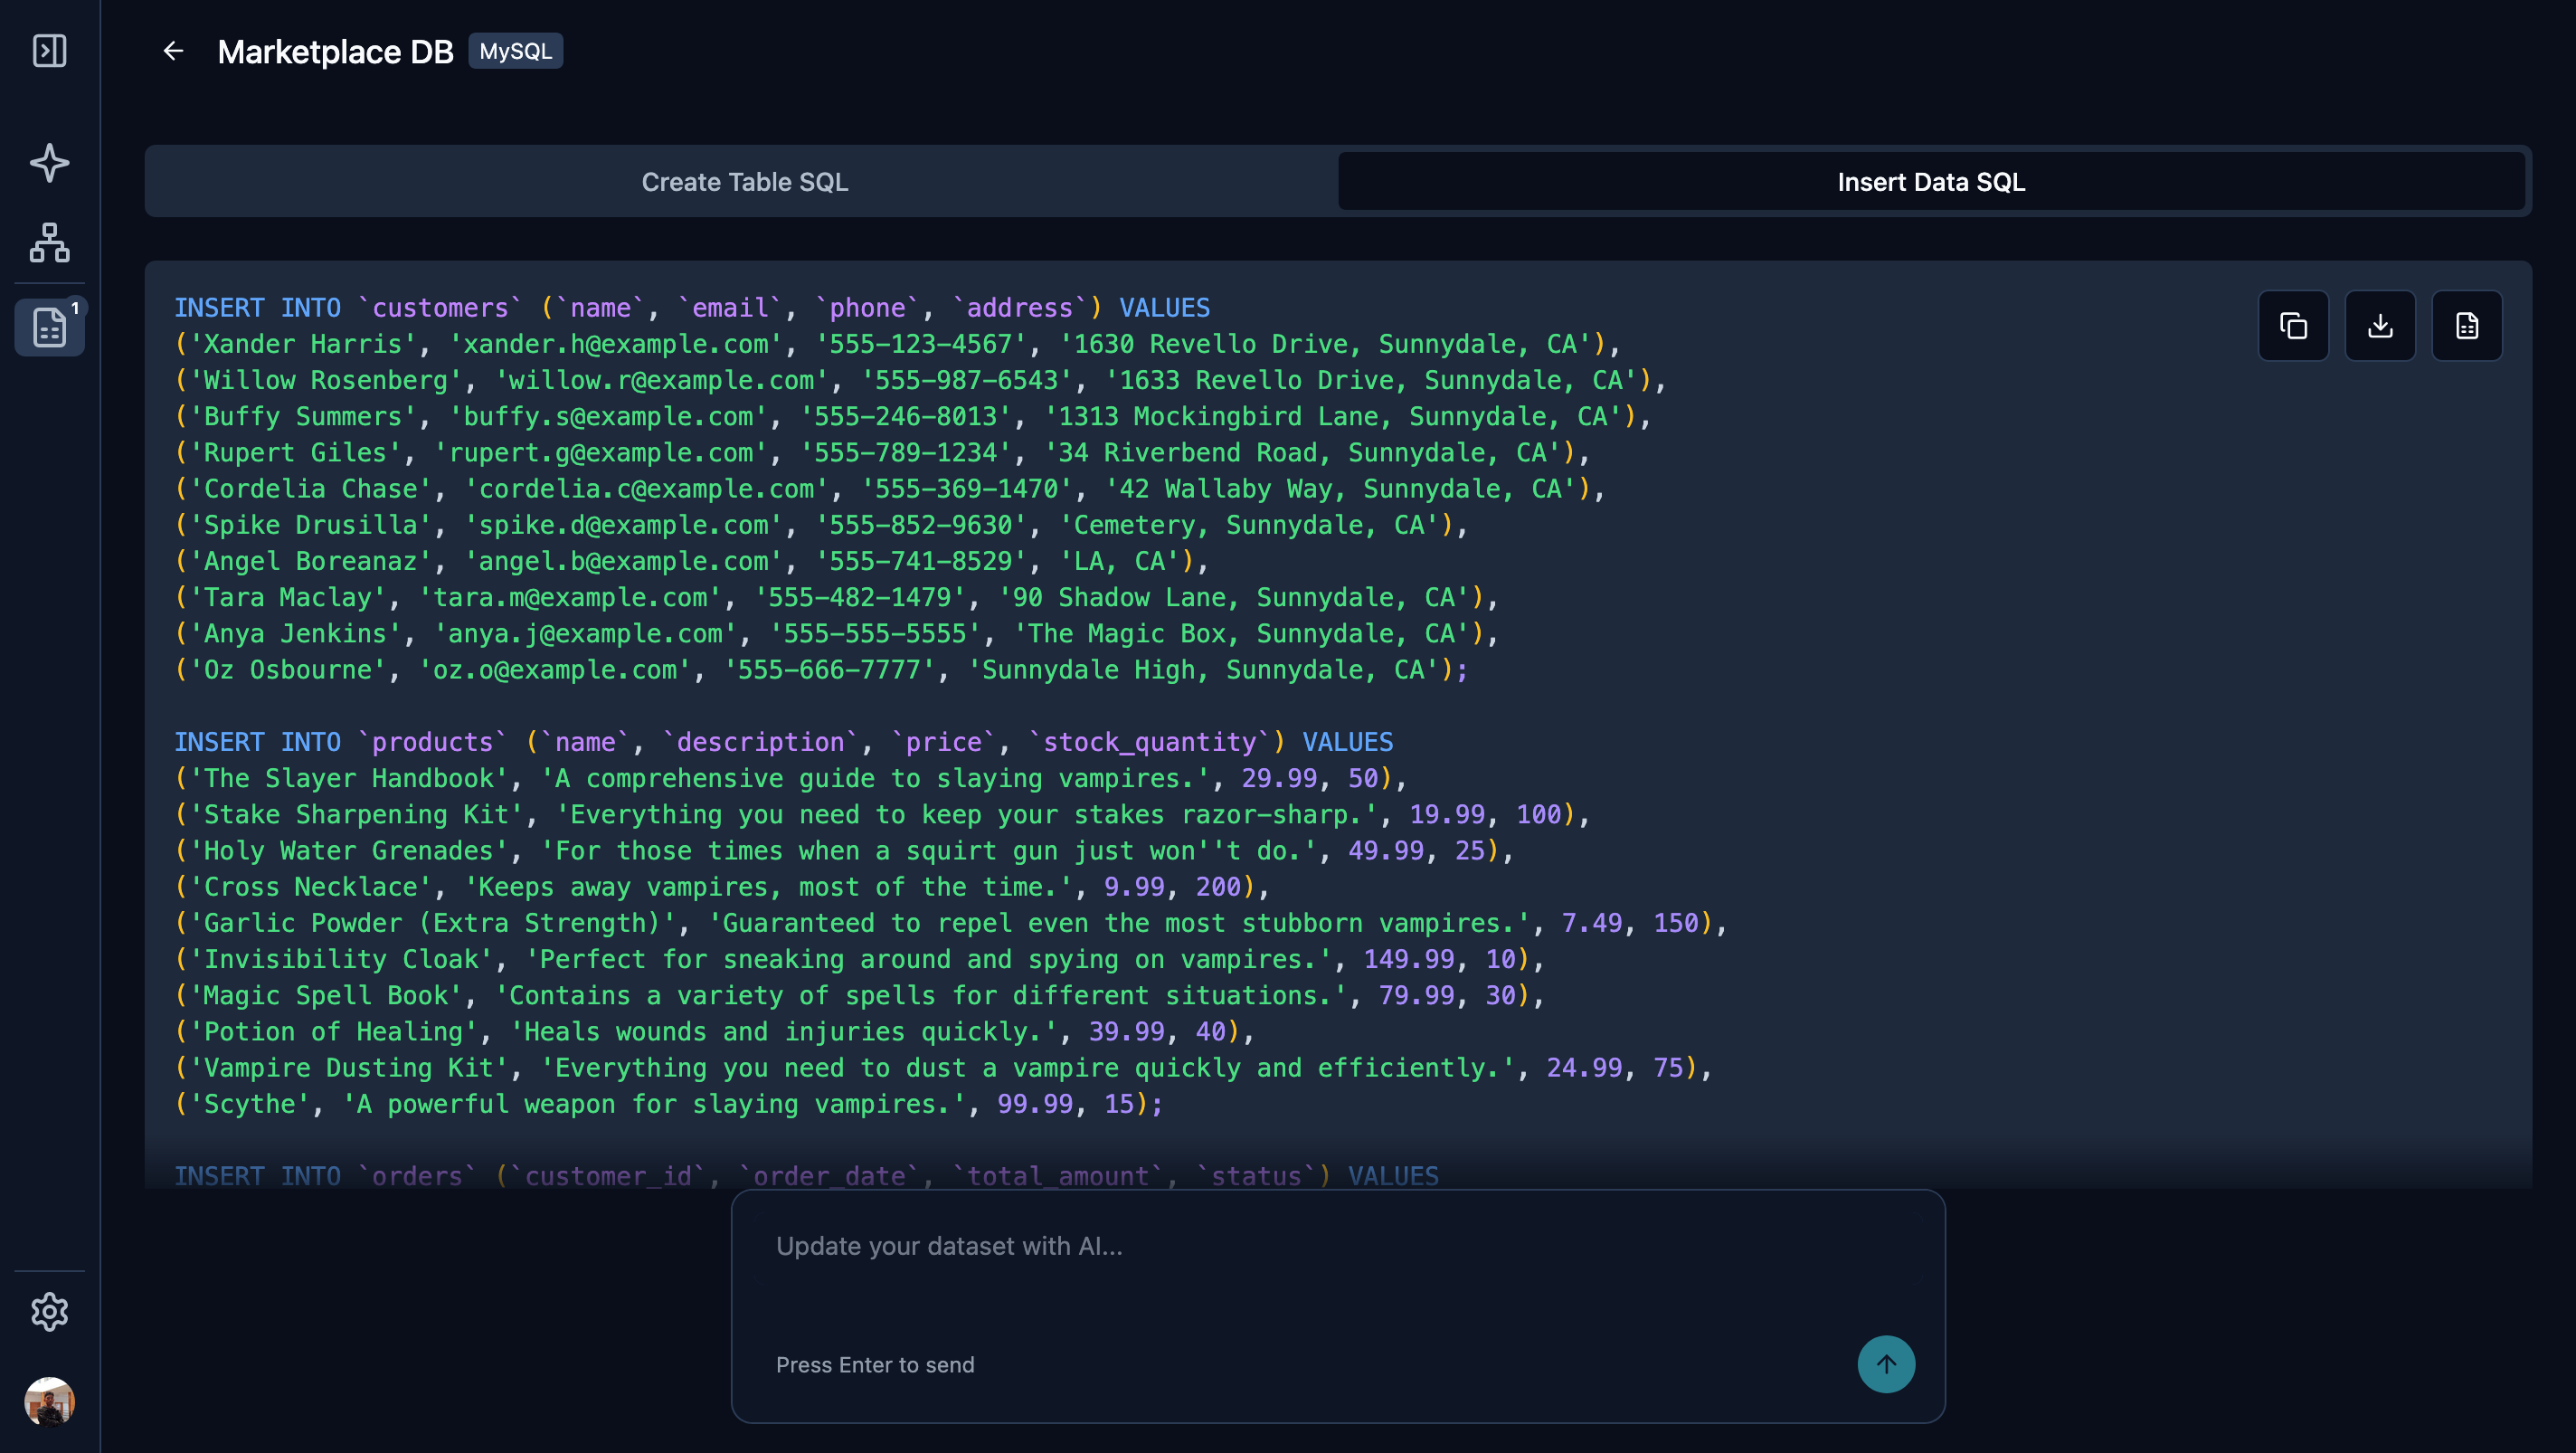 Marketplace DB MySQL
Create Table SQL
Insert Data SQL
1
INSERT INTO `customers` (`name`, `email`, `phone`, `address`) VALUES
('Xander Harris', 'xander.h@example.com', '555-123-4567', '1630 Revello Drive, Sunnydale, CA'),
('Willow Rosenberg', 'willow.r@example.com', '555-987-6543', '1633 Revello Drive, Sunnydale, CA'),
('Buffy Summers', 'buffy.s@example.com', '555-246-8013', '1313 Mockingbird Lane, Sunnydale, CA'),
('Rupert Giles', 'rupert.g@example.com', '555-789-1234', '34 Riverbend Road, Sunnydale, CA'),
('Cordelia Chase', 'cordelia.c@example.com', '555-369-1470', '42 Wallaby Way, Sunnydale, CA'),
('Spike Drusilla', 'spike.d@example.com', '555-852-9630', 'Cemetery, Sunnydale, CA'),
('Angel Boreanaz', 'angel.b@example.com', '555-741-8529', 'LA, CA'),
('Tara Maclay', 'tara.m@example.com', '555-482-1479', '90 Shadow Lane, Sunnydale, CA'),
('Anya Jenkins', 'anya.j@example.com', '555-555-5555', 'The Magic Box, Sunnydale, CA'),
('Oz Osbourne', 'oz.o@example.com', '555-666-7777', 'Sunnydale High, Sunnydale, CA');
INSERT INTO `products` (`name`, `description`, `price`, `stock_quantity`) VALUES
('The Slayer Handbook', 'A comprehensive guide to slaying vampires.', 29.99, 50),
('Stake Sharpening Kit', 'Everything you need to keep your stakes razor-sharp.', 19.99, 100),
('Holy Water Grenades', 'For those times when a squirt gun just won''t do.', 49.99, 25),
('Cross Necklace', 'Keeps away vampires, most of the time.', 9.99, 200),
('Garlic Powder (Extra Strength)', 'Guaranteed to repel even the most stubborn vampires.', 7.49, 150),
('Invisibility Cloak', 'Perfect for sneaking around and spying on vampires.', 149.99, 10),
('Magic Spell Book', 'Contains a variety of spells for different situations.', 79.99, 30),
('Potion of Healing', 'Heals wounds and injuries quickly.', 39.99, 40),
('Vampire Dusting Kit', 'Everything you need to dust a vampire quickly and efficiently.', 24.99, 75),
('Scythe', 'A powerful weapon for slaying vampires.', 99.99, 15);
INSERT INTO `orders` (`customer_id`, `order_date`, `total_amount`, `status`) VALUES
Update your dataset with AI...
Press Enter to send